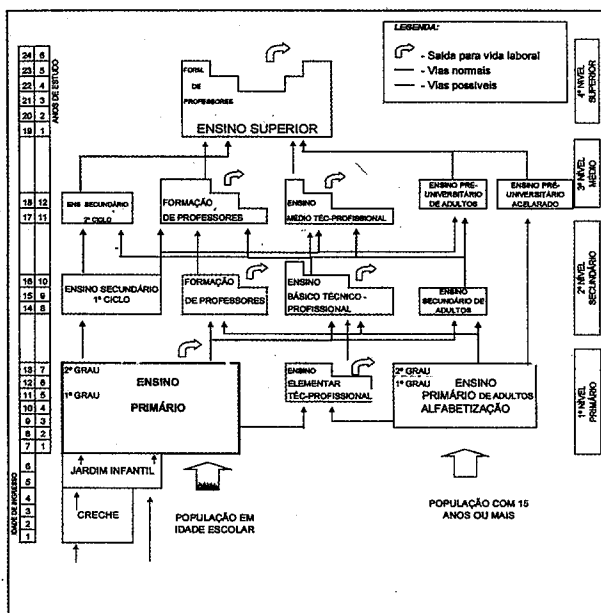 LEGENDA:
- Saída para vida laboral
- Vias normais
- Vias possíveis
24 6
23 5
22 4
21 3
20 2
19 1
18 12
17 11
16 10
15 9
14 8
13 7
12 6
11 5
10 4
9 3
8 2
7 1
6
5
4
3
2
1
ANOS DE ESTUDO
IDADE DE INGRESSO
FORM.
DE
PROFESSORES
ENSINO SUPERIOR
4º NÍVEL
SUPERIOR
ENS SECUNDÁRIO
2º CICLO
FORMAÇÃO
DE PROFESSORES
ENSINO
MÉDIO TÉC-PROFISSIONAL
ENSINO PRÉ-
UNIVERSITÁRIO
DE ADULTOS
ENSINO PRÉ-
UNIVERSITÁRIO
ACELARADO
3º NÍVEL
MÉDIO
ENSINO SECUNDÁRIO
1º CICLO
FORMAÇÃO
DE PROFESSORES
ENSINO
BÁSICO TÉCNICO -
PROFISSIONAL
ENSINO
SECUNDÁRIO DE
ADULTOS
2º NÍVEL
SECUNDÁRIO
2º GRAU
ENSINO
1º GRAU
PRIMÁRIO
ENSINO
ELEMENTAR
TÉC-PROFISSIONAL
2º GRAU
1º GRAU ENSINO
PRIMÁRIO DE ADULTOS
ALFABETIZAÇÃO
1º NÍVEL
PRIMÁRIO
JARDIM INFANTIL
CRECHE
POPULAÇÃO EM
IDADE ESCOLAR
POPULAÇÃO COM 15
ANOS OU MAIS